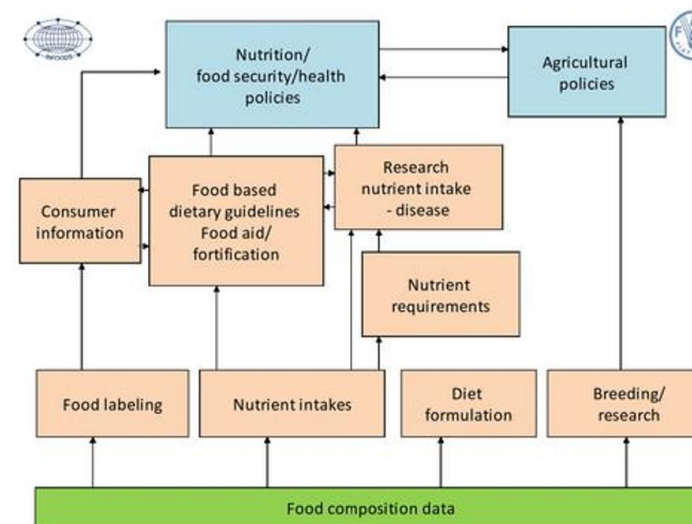 INFOODS
Nutrition/
food security/health
policies
Agricultural
policies
Consumer
information
Food based
dietary guidelines
Food aid/
fortification
Research
nutrient intake
- disease
Nutrient
requirements
Food labeling
Nutrient intakes
Diet
formulation
Breeding/
research
Food composition data